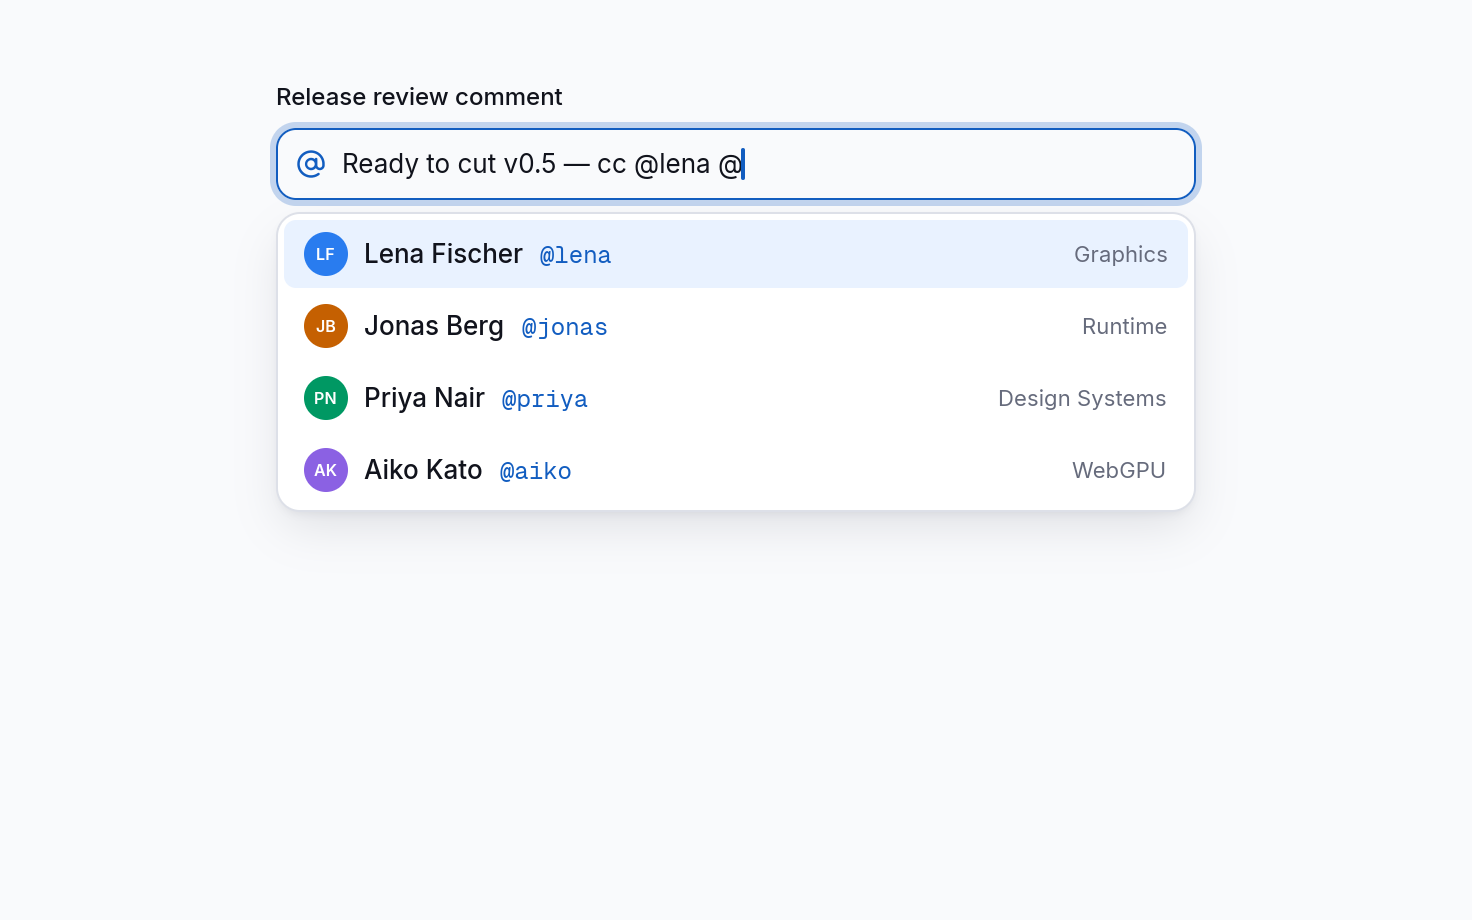 Release review comment
@ Ready to cut v0.5 — cc @lena @
LF Lena Fischer @lena Graphics
JB Jonas Berg @jonas Runtime
PN Priya Nair @priya Design Systems
AK Aiko Kato @aiko WebGPU